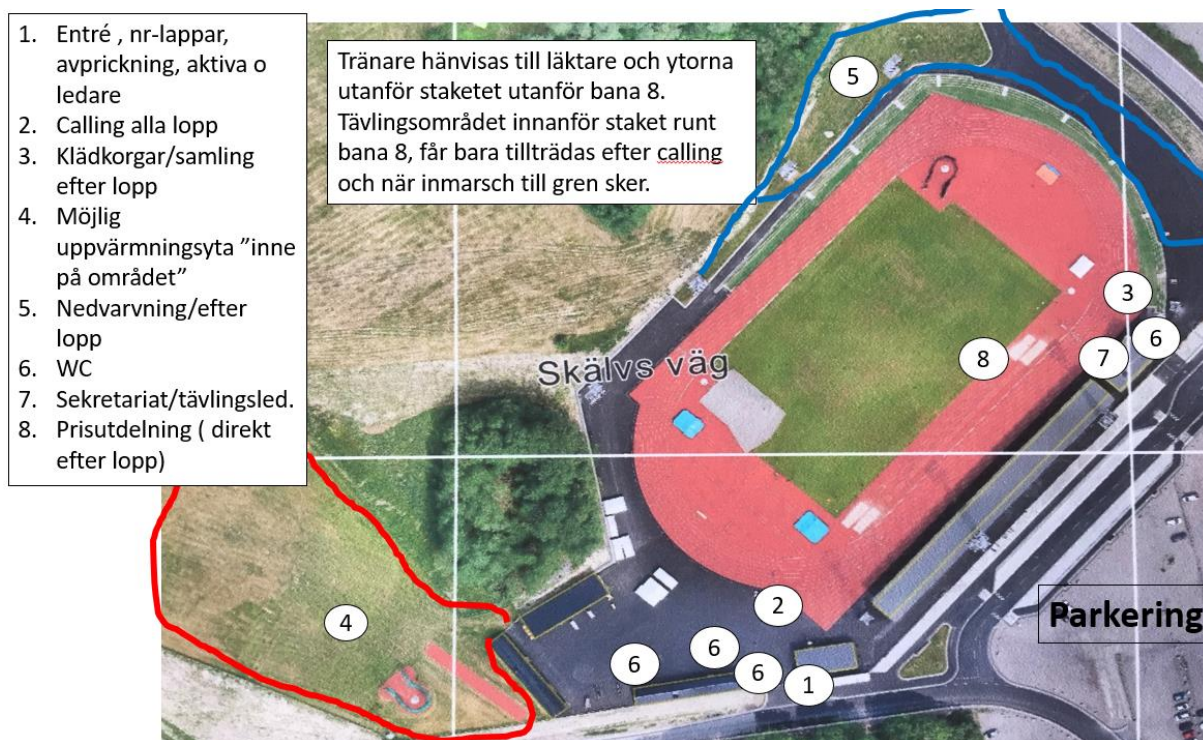 1. Entré , nr-lappar,
avprickning, aktiva o
ledare
2. Calling alla lopp
3. Klädkorgar/samling
efter lopp
4. Möjlig
uppvärmningsyta ”inne
på området”
5. Nedvarvning/efter
lopp
6. WC
7. Sekretariat/tävlingsled.
8. Prisutdelning ( direkt
efter lopp)
Tränare hänvisas till läktare och ytorna
utanför staketet utanför bana 8.
Tävlingsområdet innanför staket runt
bana 8, får bara tillträdas efter calling
och när inmarsch till gren sker.
5
3
6
7
8
Skälvs väg
2
Parkering
4
6
6
6
1